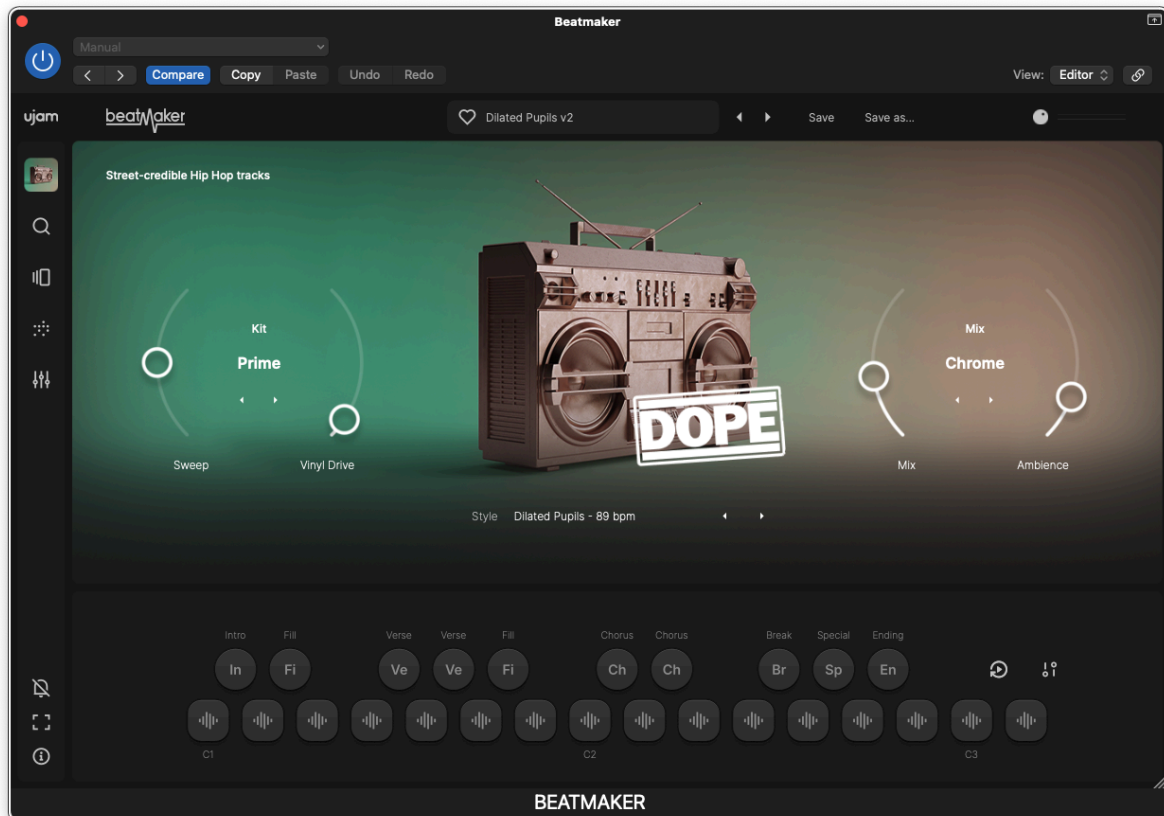 Beatmaker
Manual
Compare Copy Paste Undo Redo View: Editor
ujam beatMaker Dilated Pupils v2 Save Save as...
Street-credible Hip Hop tracks
Kit Mix
Prime Chrome
DOPE
Sweep Vinyl Drive Mix Ambience
Style Dilated Pupils - 89 bpm
Intro Fill Verse Verse Fill Chorus Chorus Break Special Ending
In Fi Ve Ve Fi Ch Ch Br Sp En
C1 C2 C3
BEATMAKER